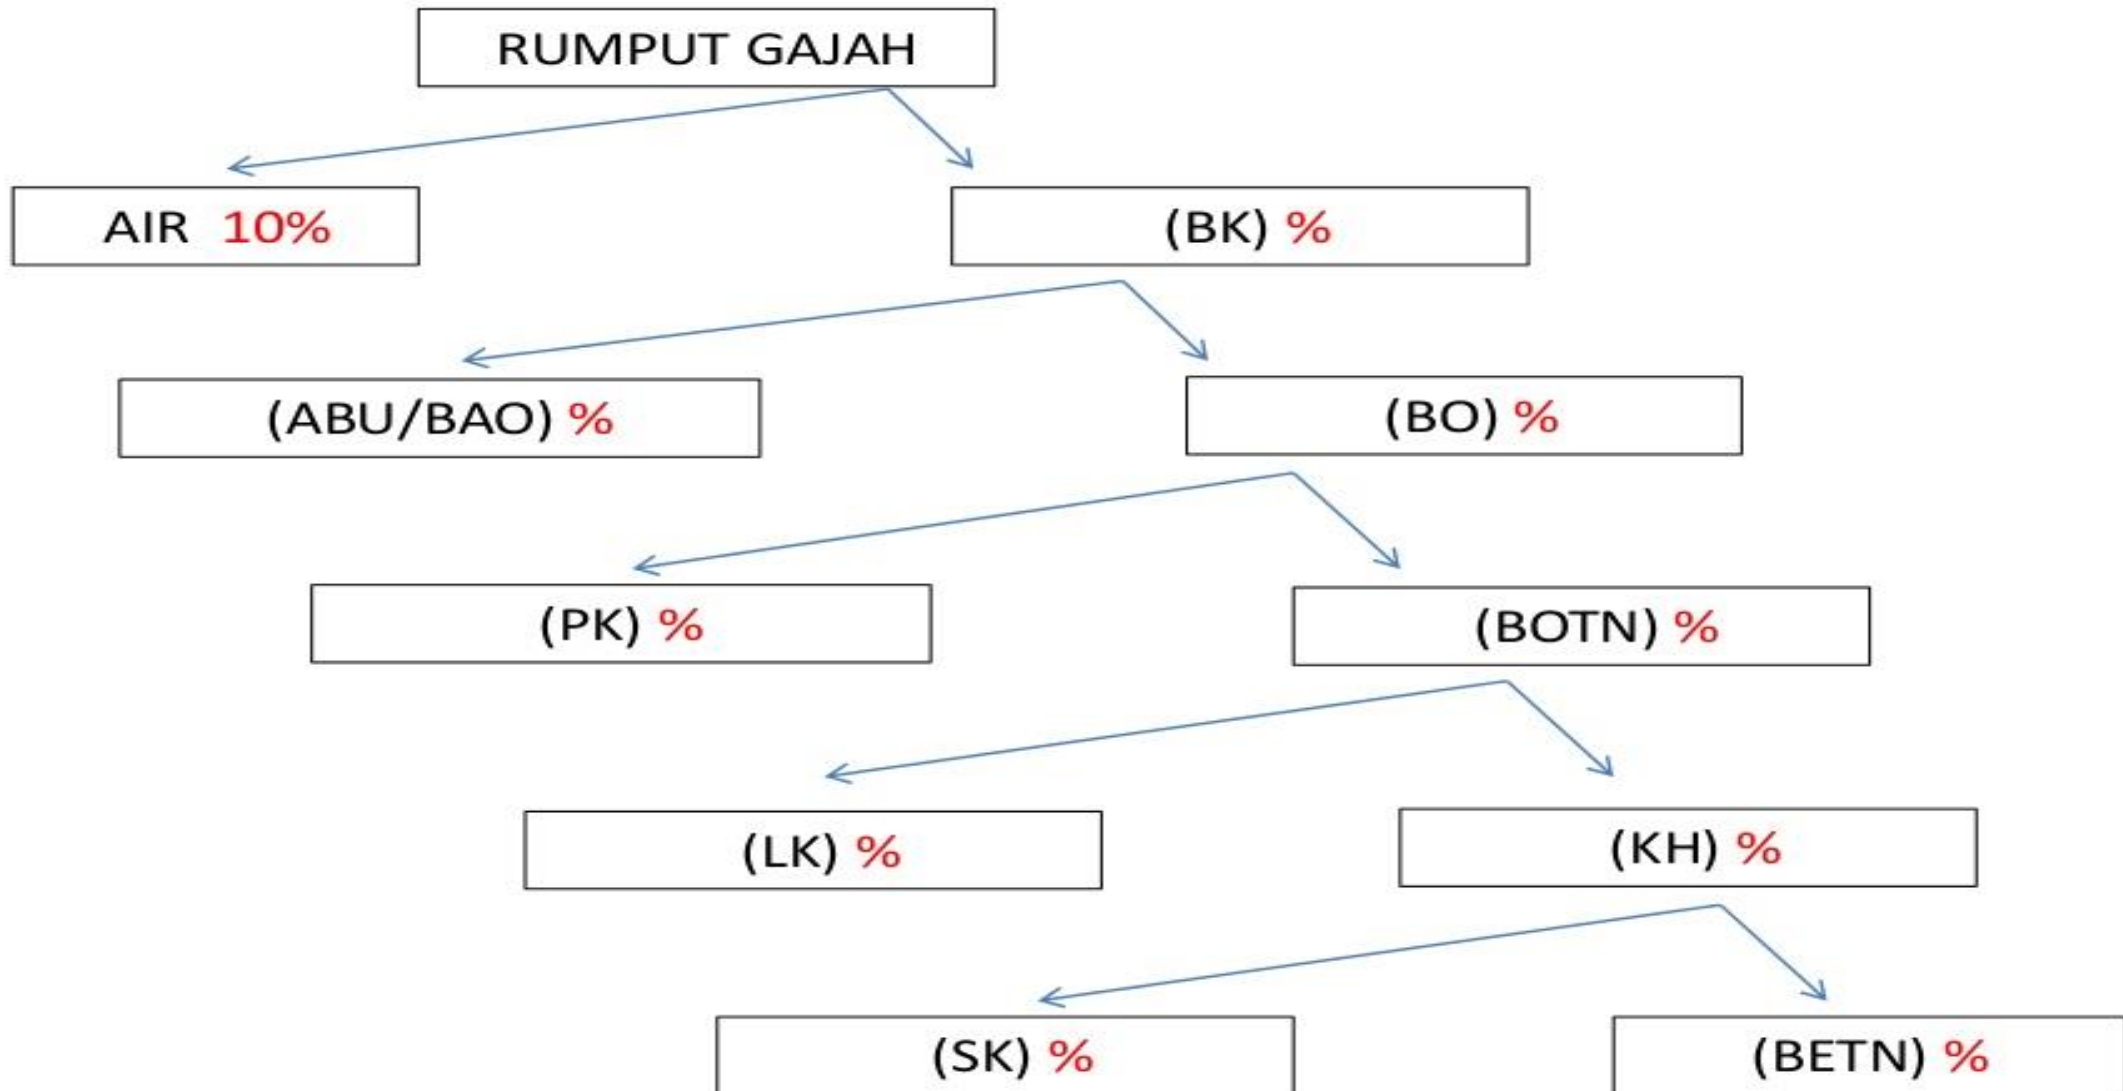 RUMPUT GAJAH
AIR 10%
(BK) %
(ABU/BAO) %
(BO) %
(PK) %
(BOTN) %
(LK) %
(KH) %
(SK) %
(BETN) %